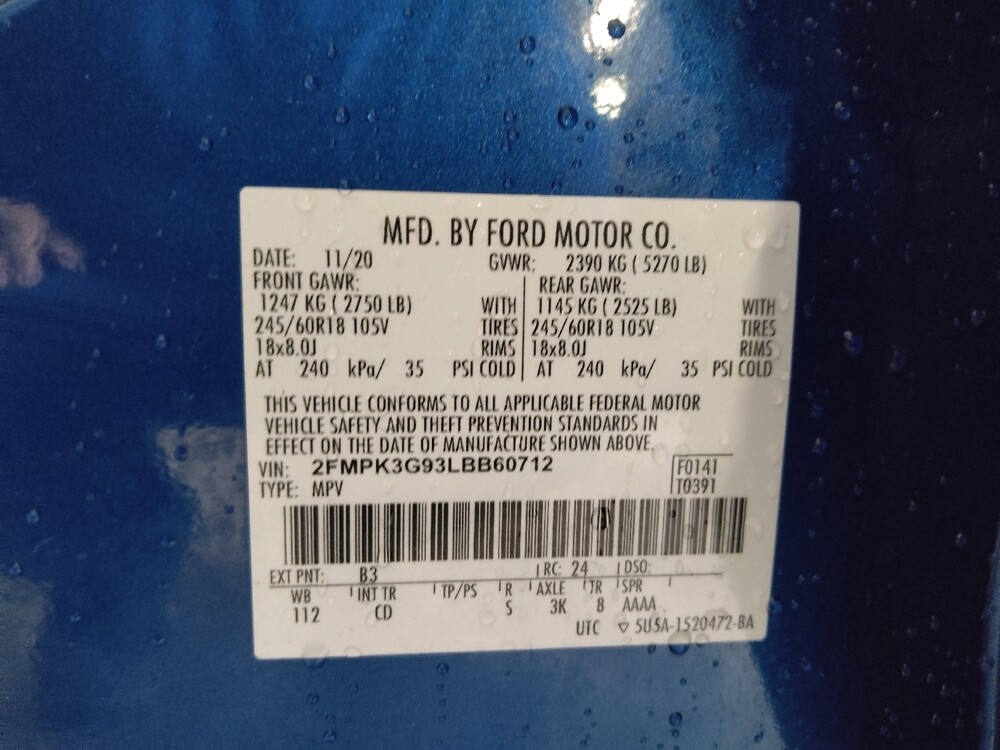 MFD. BY FORD MOTOR CO.
DATE: 11/20 GVWR: 2390 KG ( 5270 LB)
FRONT GAWR: REAR GAWR:
1247 KG ( 2750 LB) WITH 1145 KG ( 2525 LB) WITH
245/60R18 105V TIRES 245/60R18 105V TIRES
18x8.0J RIMS 18x8.0J RIMS
AT 240 kPa/ 35 PSI COLD AT 240 kPa/ 35 PSI COLD
THIS VEHICLE CONFORMS TO ALL APPLICABLE FEDERAL MOTOR
VEHICLE SAFETY AND THEFT PREVENTION STANDARDS IN
EFFECT ON THE DATE OF MANUFACTURE SHOWN ABOVE.
VIN: 2FMPK3G93LBB60712 F0141
TYPE: MPV T0391
EXT PNT: B3 RC: 24 DSO:
WB INT TR TP/PS R AXLE TR SPR
112 CD S 3K 8 AAAA
UTC ▽ 5U5A-1520472-BA